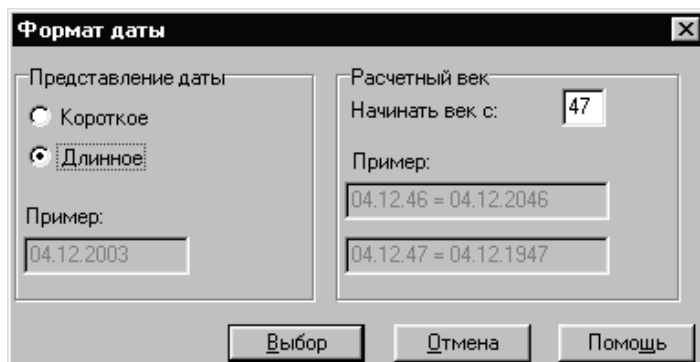 Формат даты
Представление даты
Короткое
Длинное
Пример:
04.12.2003
Расчетный век
Начинать век с: 47
Пример:
04.12.46 = 04.12.2046
04.12.47 = 04.12.1947
Выбор Отмена Помощь